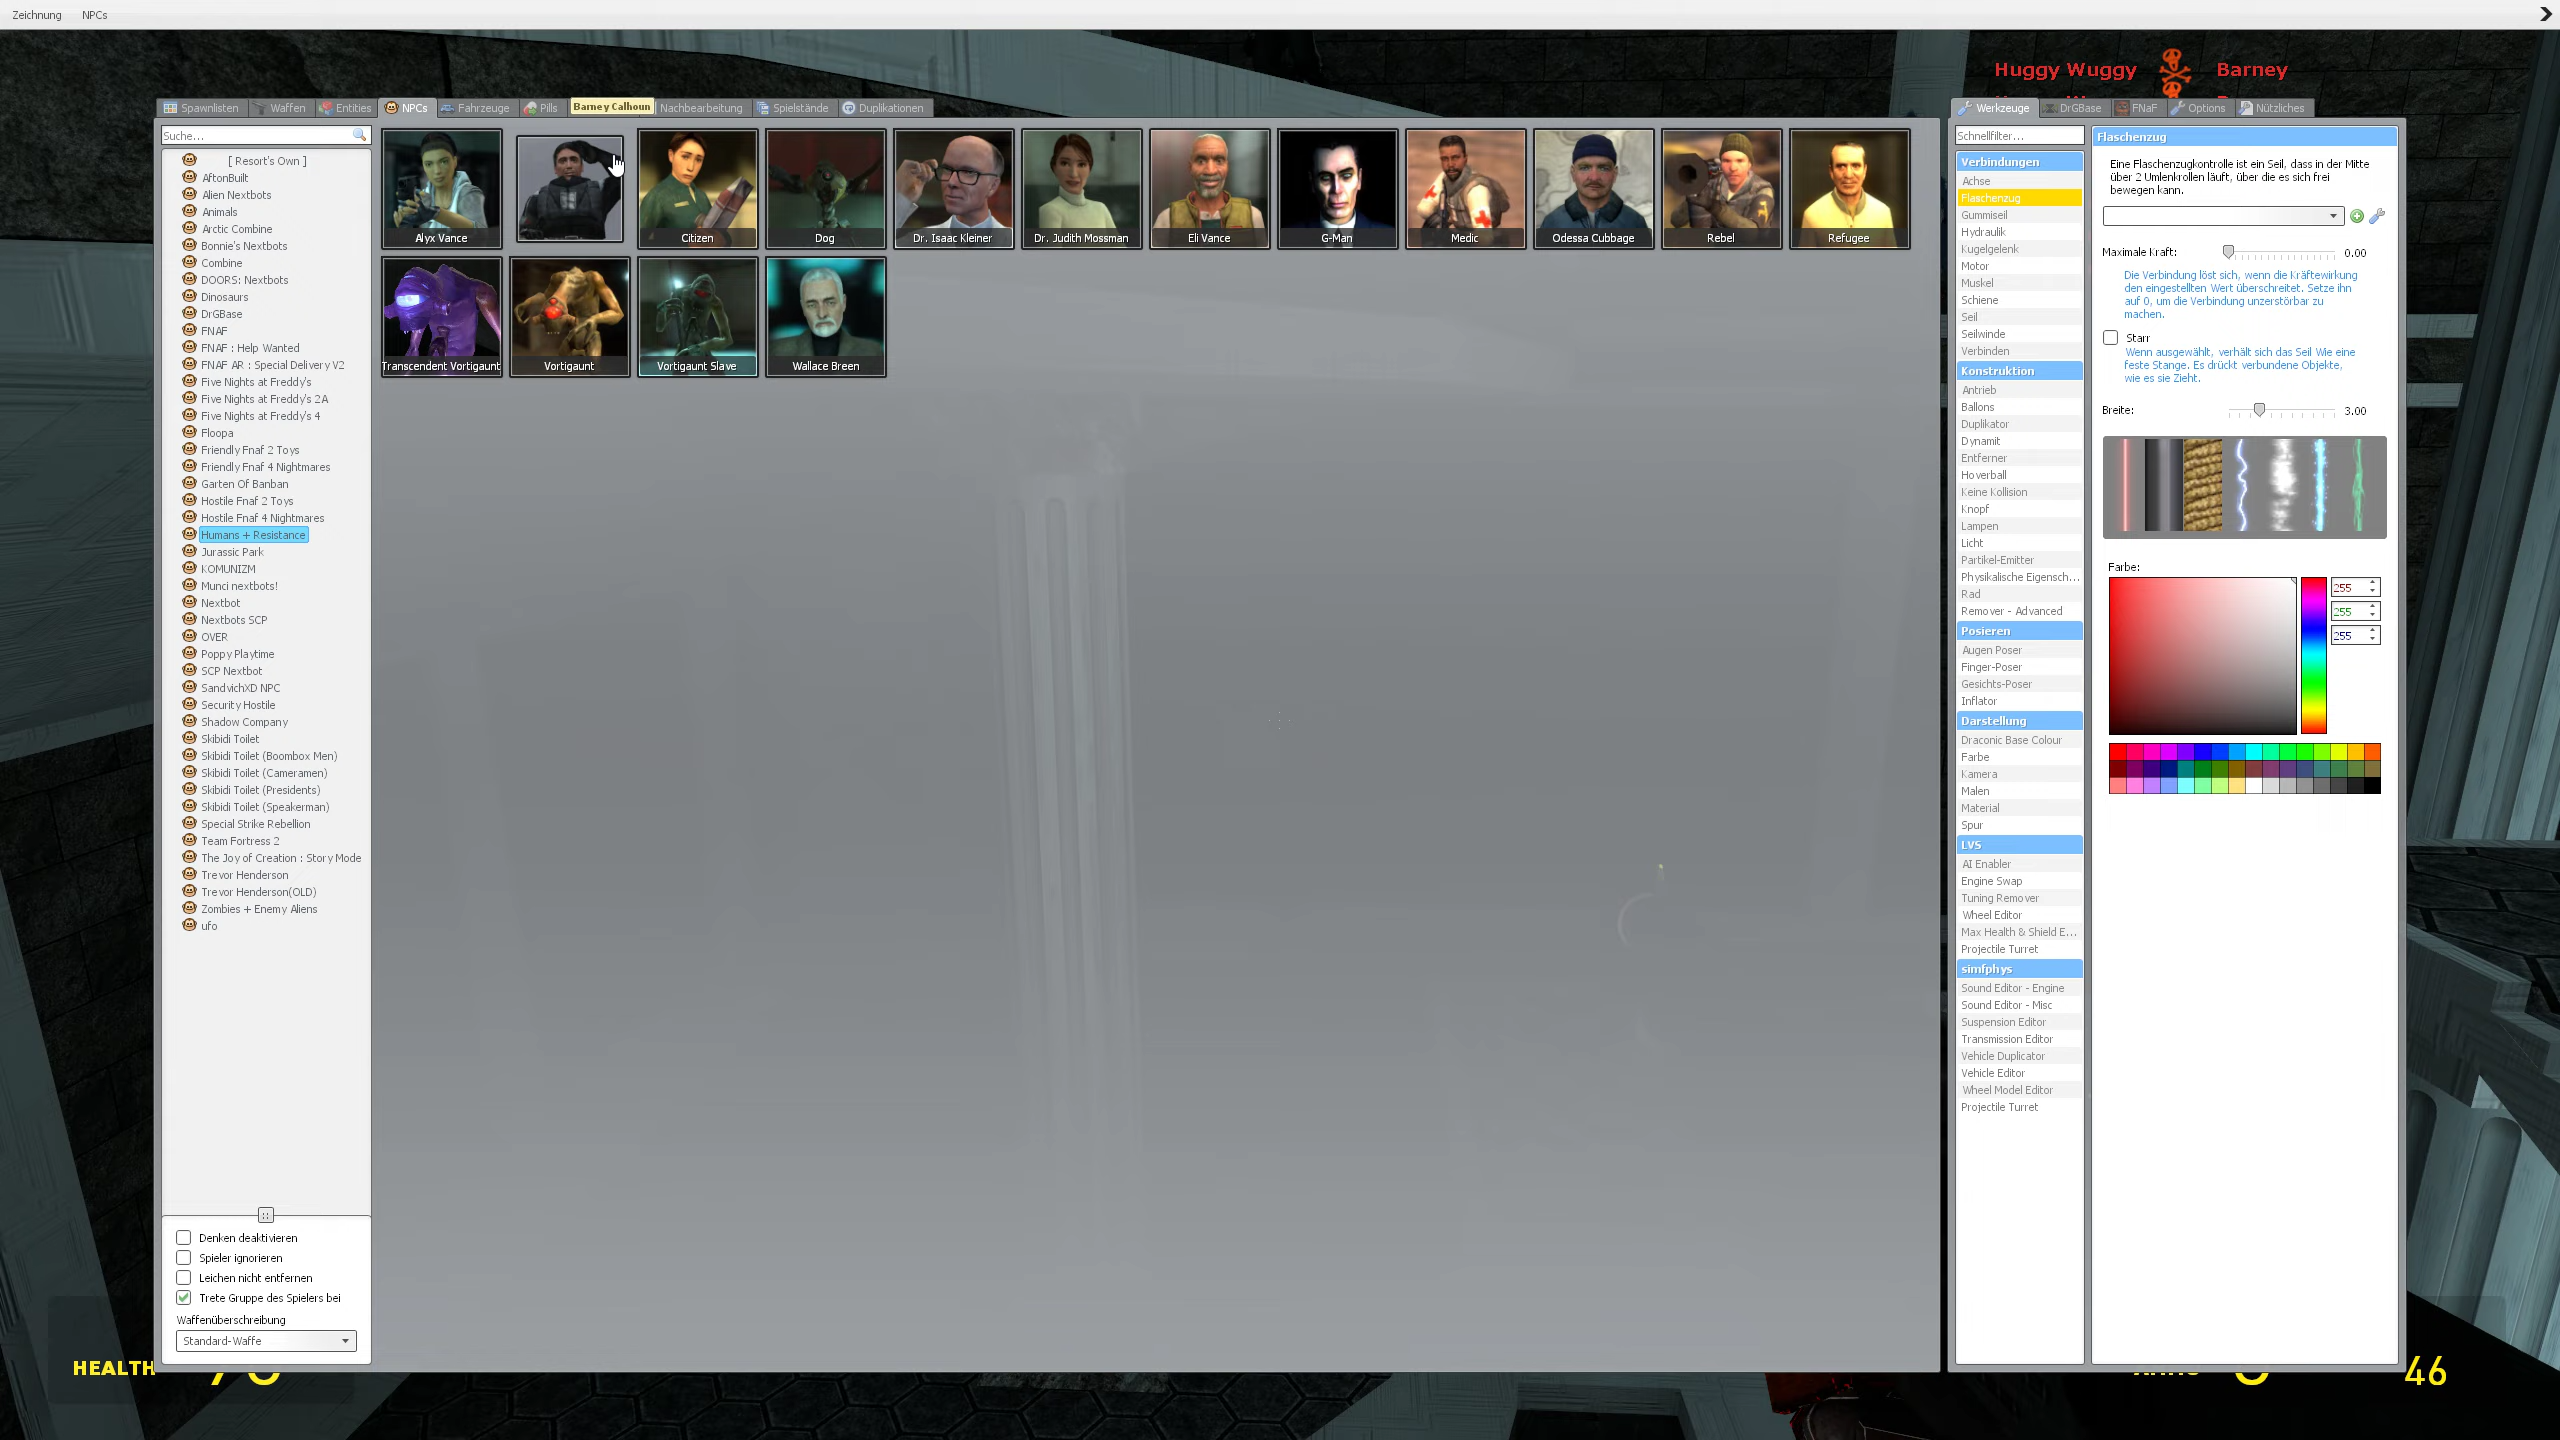 Zeichnung NPCs
Huggy Wuggy Barney
Spawnlisten Waffen Entities NPCs Fahrzeuge Pills Barney Calhoun Nachbearbeitung Spielstände Duplikationen
Werkzeuge DrGBase FNaF Options Nützliches
Suche...
[ Resort's Own ]
AftonBuilt
Alien Nextbots
Animals
Arctic Combine
Bonnie's Nextbots
Combine
DOORS: Nextbots
Dinosaurs
DrGBase
FNAF
FNAF : Help Wanted
FNAF AR : Special Delivery V2
Five Nights at Freddy's
Five Nights at Freddy's 2A
Five Nights at Freddy's 4
Floopa
Friendly Fnaf 2 Toys
Friendly Fnaf 4 Nightmares
Garten Of Banban
Hostile Fnaf 2 Toys
Hostile Fnaf 4 Nightmares
Humans + Resistance
Jurassic Park
KOMUNIZM
Munci nextbots!
Nextbot
Nextbots SCP
OVER
Poppy Playtime
SCP Nextbot
SandvichXD NPC
Security Hostile
Shadow Company
Skibidi Toilet
Skibidi Toilet (Boombox Men)
Skibidi Toilet (Cameramen)
Skibidi Toilet (Presidents)
Skibidi Toilet (Speakerman)
Special Strike Rebellion
Team Fortress 2
The Joy of Creation : Story Mode
Trevor Henderson
Trevor Henderson(OLD)
Zombies + Enemy Aliens
ufo
Denken deaktivieren
Spieler ignorieren
Leichen nicht entfernen
Trete Gruppe des Spielers bei
Waffenüberschreibung
Standard-Waffe
Alyx Vance Citizen Dog Dr. Isaac Kleiner Dr. Judith Mossman Eli Vance G-Man Medic Odessa Cubbage Rebel Refugee
Transcendent Vortigaunt Vortigaunt Vortigaunt Slave Wallace Breen
Schnellfilter...
Verbindungen
Achse
Flaschenzug
Gummiseil
Hydraulik
Kugelgelenk
Motor
Muskel
Schiene
Seil
Seilwinde
Verbinden
Konstruktion
Antrieb
Ballons
Duplikator
Dynamit
Entferner
Hoverball
Keine Kollision
Knopf
Lampen
Licht
Partikel-Emitter
Physikalische Eigensch...
Rad
Remover - Advanced
Posieren
Augen Poser
Finger-Poser
Gesichts-Poser
Inflator
Darstellung
Draconic Base Colour
Farbe
Kamera
Malen
Material
Spur
LVS
AI Enabler
Engine Swap
Tuning Remover
Wheel Editor
Max Health & Shield E...
Projectile Turret
simfphys
Sound Editor - Engine
Sound Editor - Misc
Suspension Editor
Transmission Editor
Vehicle Duplicator
Vehicle Editor
Wheel Model Editor
Projectile Turret
Flaschenzug
Eine Flaschenzugkontrolle ist ein Seil, dass in der Mitte
über 2 Umlenkrollen läuft, über die es sich frei
bewegen kann.
Maximale Kraft: 0.00
Die Verbindung löst sich, wenn die Kräftewirkung
den eingestellten Wert überschreitet. Setze ihn
auf 0, um die Verbindung unzerstörbar zu
machen.
Starr
Wenn ausgewählt, verhält sich das Seil Wie eine
feste Stange. Es drückt verbundene Objekte,
wie es sie Zieht.
Breite: 3.00
Farbe:
255
255
255
HEALTH
46